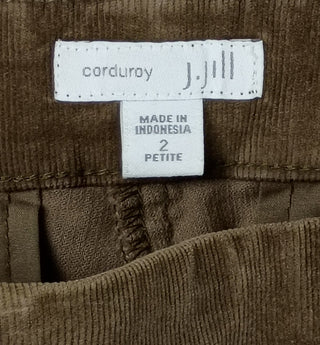 corduroy J.Jill
MADE IN
INDONESIA
2
PETITE